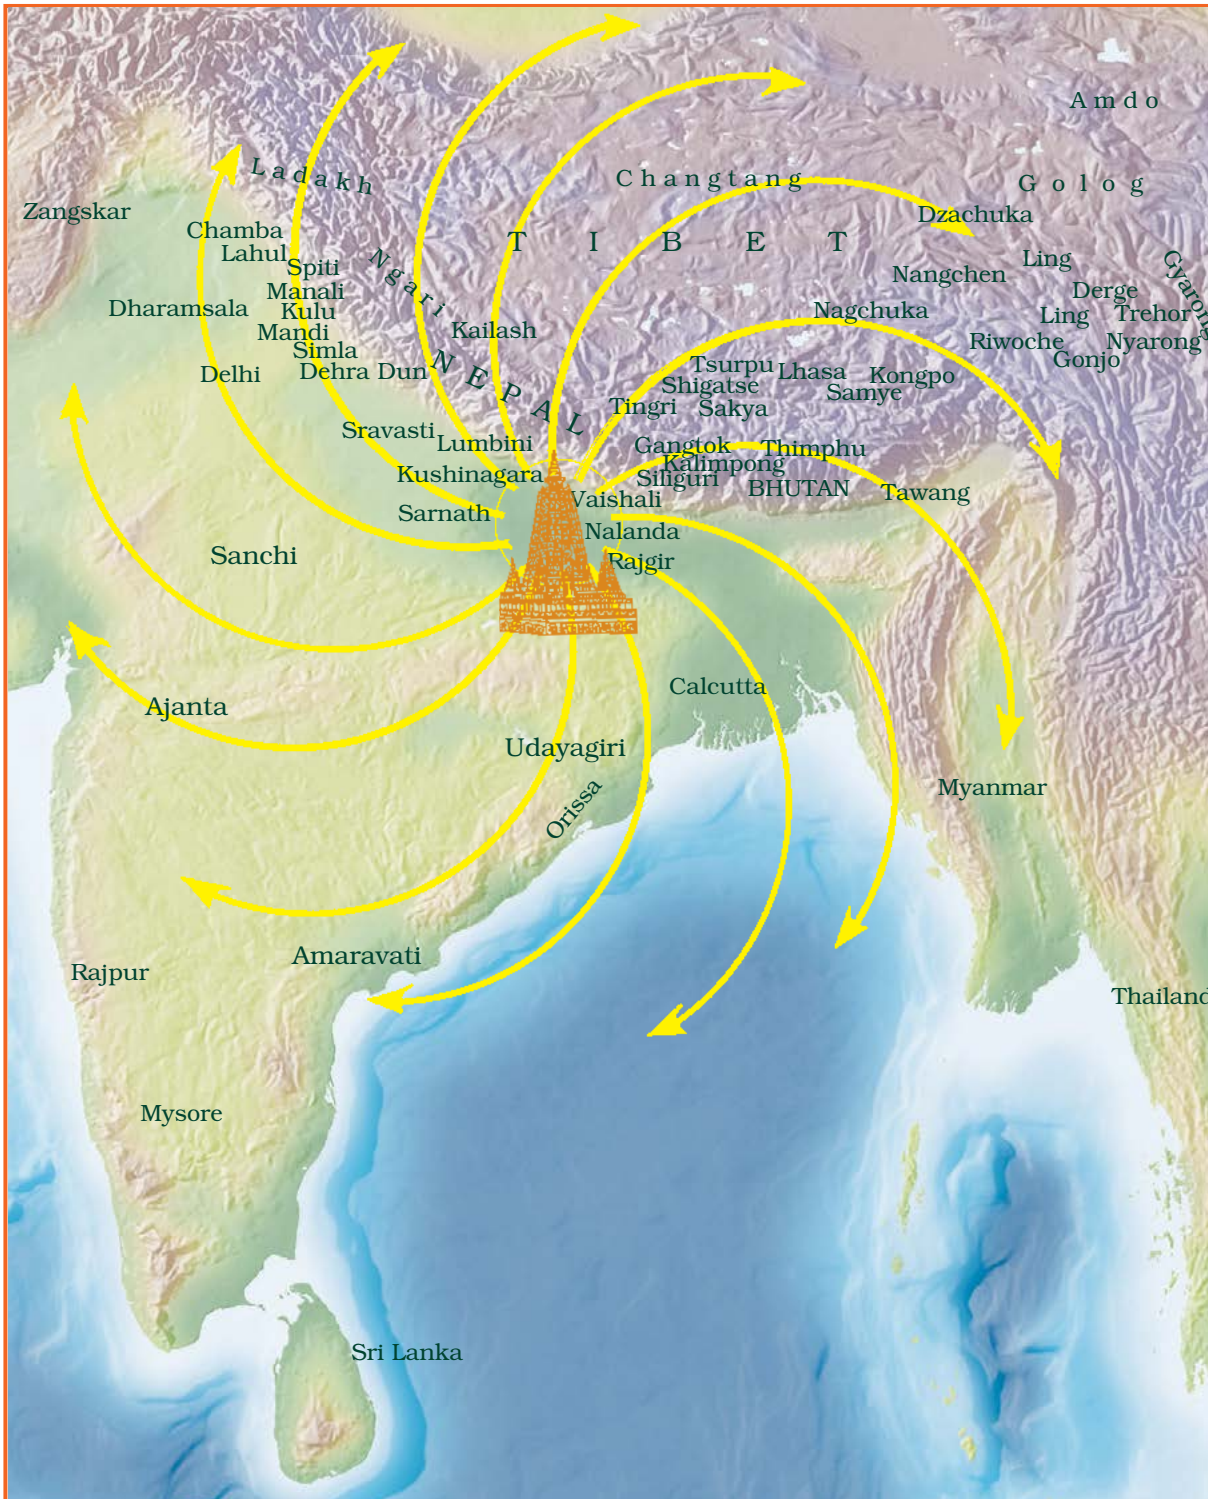 Amdo
Ladakh
Changtang
Golog
Zangskar
Dzachuka
Chamba
TIBET
Lahul
Ngari
Ling
Gyarong
Spiti
Nangchen
Manali
Derge
Dharamsala
Kulu
Nagchuka
Ling
Trehor
Mandi
Kailash
Riwoche
Nyarong
Simla
Gonjo
NEPAL
Tsurpu
Delhi
Dehra Dun
Lhasa
Kongpo
Shigatse
Samye
Tingri
Sakya
Sravasti
Lumbini
Gangtok
Thimphu
Kalimpong
Kushinagara
Siliguri
BHUTAN
Tawang
Vaishali
Sarnath
Nalanda
Sanchi
Rajgir
Calcutta
Ajanta
Udayagiri
Myanmar
Orissa
Amaravati
Rajpur
Thailand
Mysore
Sri Lanka